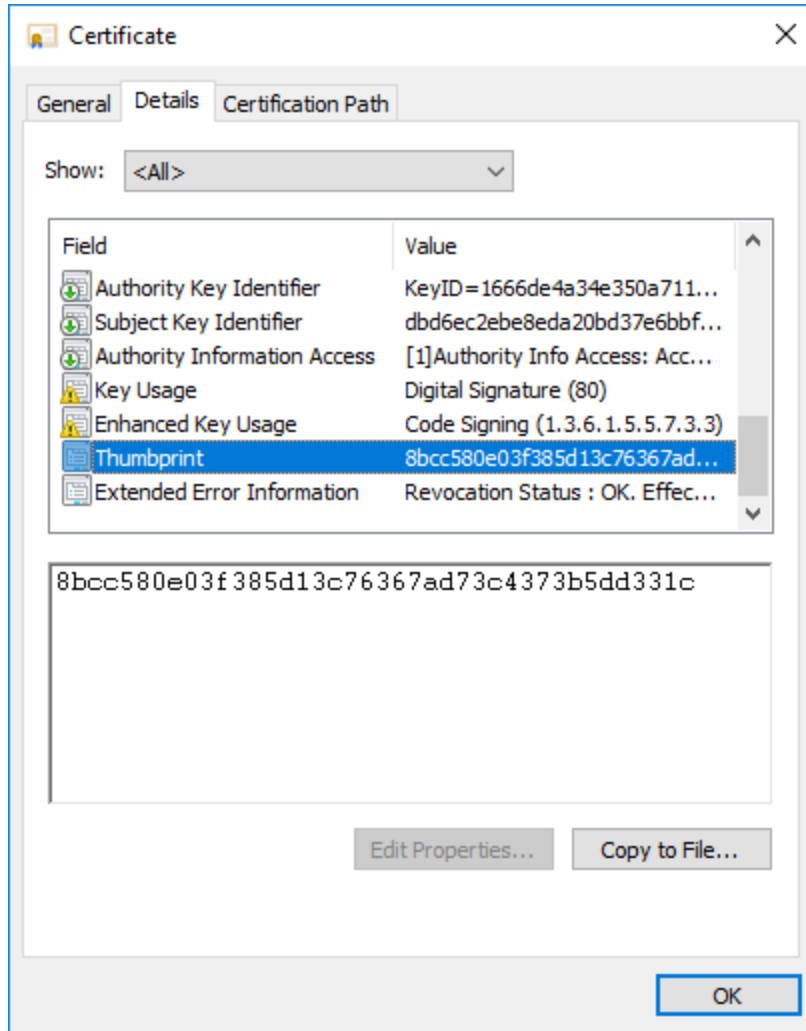 Certificate
General Details Certification Path
Show: <All>
Field Value
Authority Key Identifier KeyID=1666de4a34e350a711...
Subject Key Identifier dbd6ec2ebe8eda20bd37e6bbf...
Authority Information Access [1]Authority Info Access: Acc...
Key Usage Digital Signature (80)
Enhanced Key Usage Code Signing (1.3.6.1.5.5.7.3.3)
Thumbprint 8bcc580e03f385d13c76367ad...
Extended Error Information Revocation Status : OK. Effec...
8bcc580e03f385d13c76367ad73c4373b5dd331c
Edit Properties... Copy to File...
OK